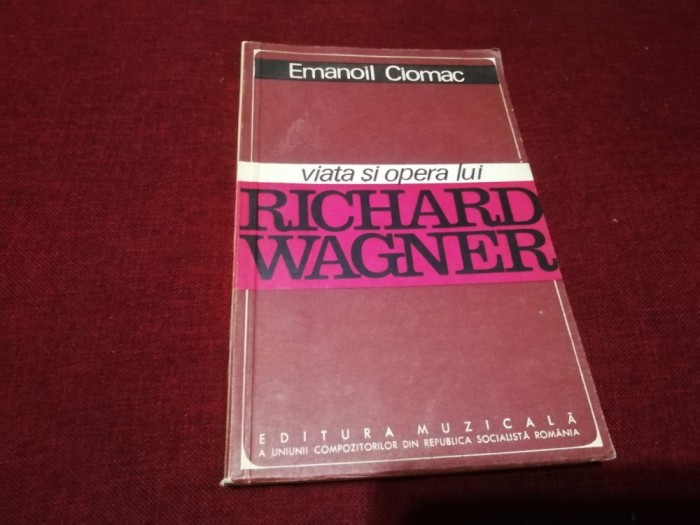 Emanoil Ciomac
viata si opera lui
RICHARD
WAGNER
EDITURA MUZICALĂ
A UNIUNII COMPOZITORILOR DIN REPUBLICA SOCIALISTĂ ROMÂNIA